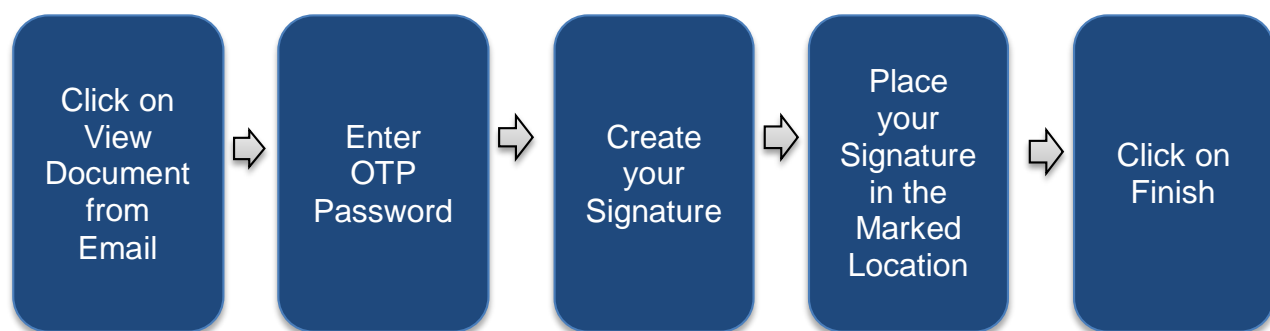 Click on
View
Document
from
Email
Enter
OTP
Password
Create
your
Signature
Place
your
Signature
in the
Marked
Location
Click on
Finish